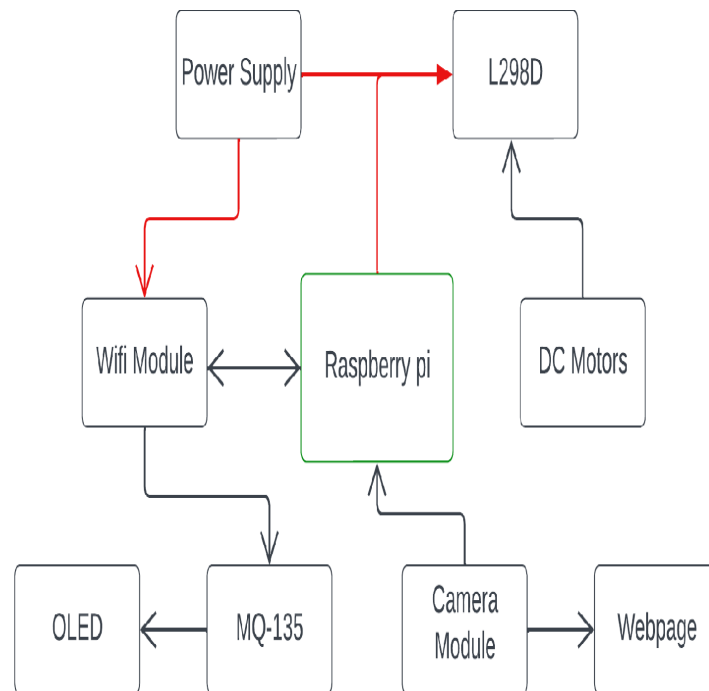 Power Supply
L298D
Wifi Module
Raspberry pi
DC Motors
OLED
MQ-135
Camera
Module
Webpage